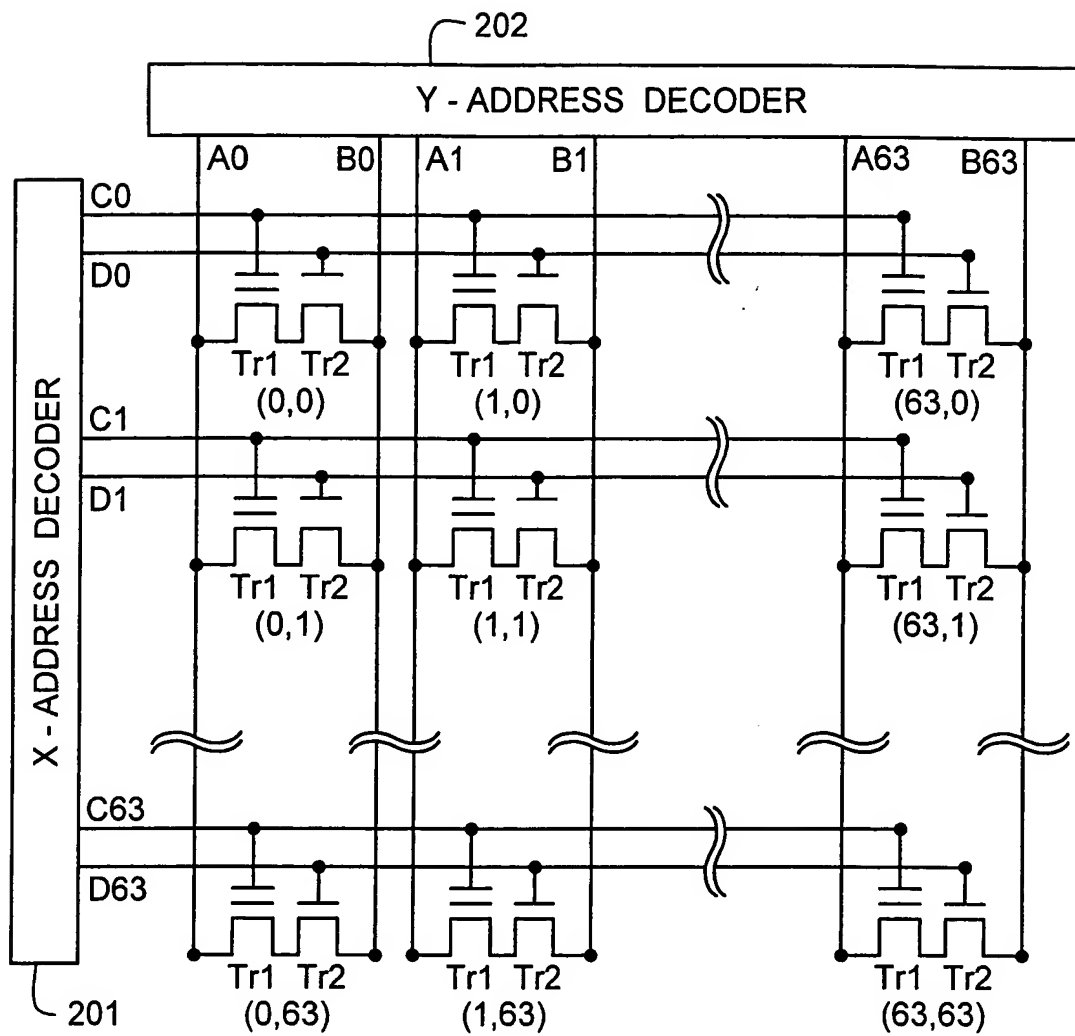 202
Y - ADDRESS DECODER
A0 B0 A1 B1 A63 B63
C0
D0
Tr1 Tr2 Tr1 Tr2 Tr1 Tr2
(0,0) (1,0) (63,0)
C1
D1
Tr1 Tr2 Tr1 Tr2 Tr1 Tr2
(0,1) (1,1) (63,1)
X - ADDRESS DECODER
C63
D63
Tr1 Tr2 Tr1 Tr2 Tr1 Tr2
(0,63) (1,63) (63,63)
201